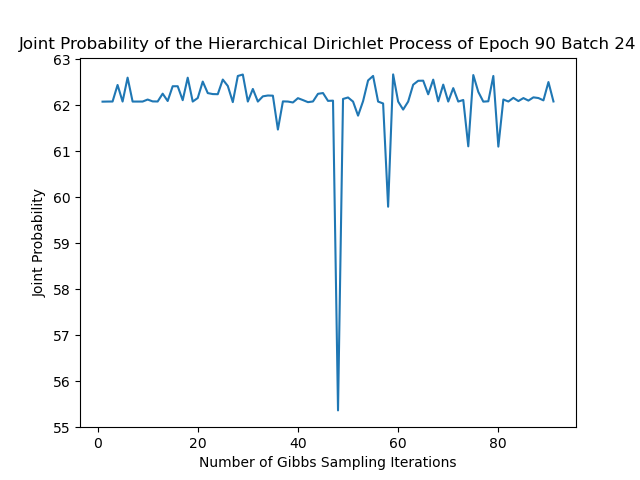 Joint Probability of the Hierarchical Dirichlet Process of Epoch 90 Batch 24
63
62
61
60
59
58
57
56
55
Joint Probability
0 20 40 60 80
Number of Gibbs Sampling Iterations